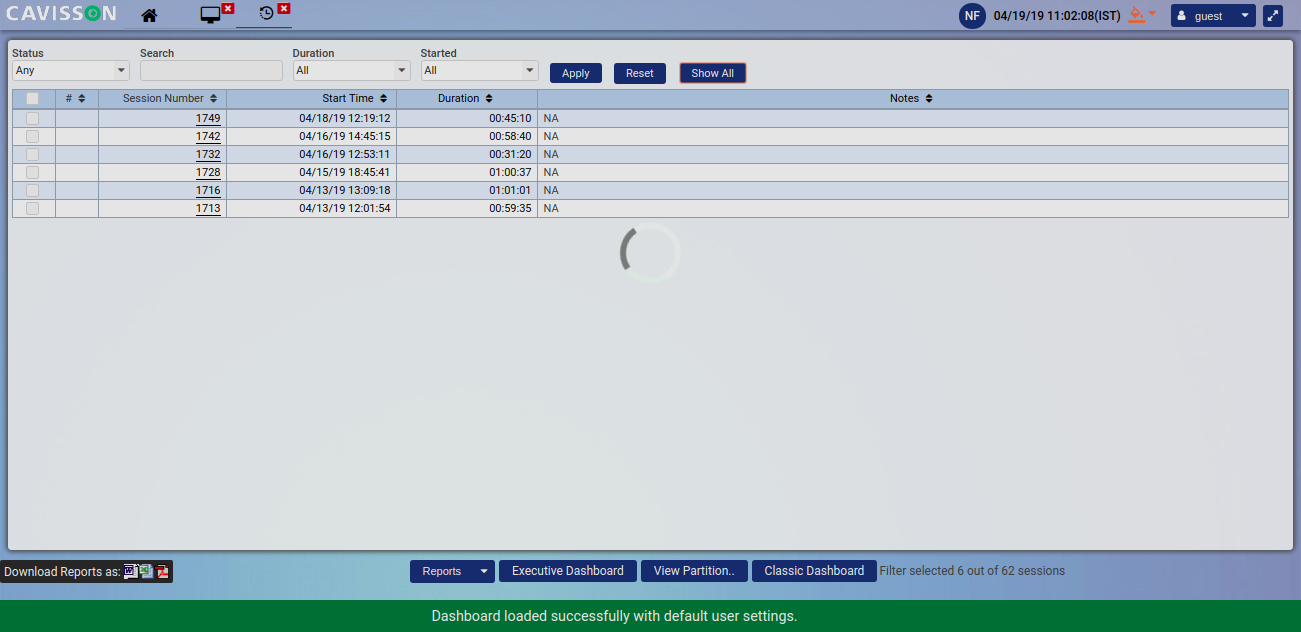 CAVISSON
NF 04/19/19 11:02:08(IST) guest
Status Search Duration Started
Any All All Apply Reset Show All
# Session Number Start Time Duration Notes
1749 04/18/19 12:19:12 00:45:10 NA
1742 04/16/19 14:45:15 00:58:40 NA
1732 04/16/19 12:53:11 00:31:20 NA
1728 04/15/19 18:45:41 01:00:37 NA
1716 04/13/19 13:09:18 01:01:01 NA
1713 04/13/19 12:01:54 00:59:35 NA
Download Reports as: Reports Executive Dashboard View Partition.. Classic Dashboard Filter selected 6 out of 62 sessions
Dashboard loaded successfully with default user settings.